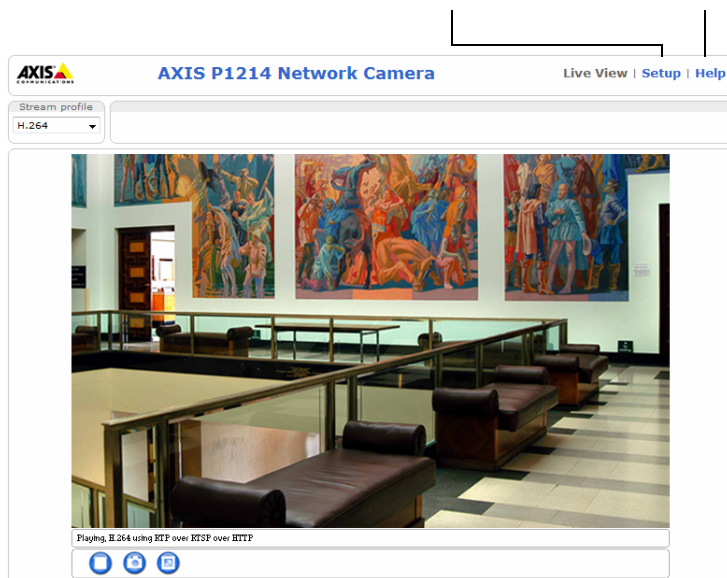 AXIS
COMMUNICATIONS
AXIS P1214 Network Camera
Live View | Setup | Help
Stream profile
H.264
Playing, H.264 using RTP over RTSP over HTTP